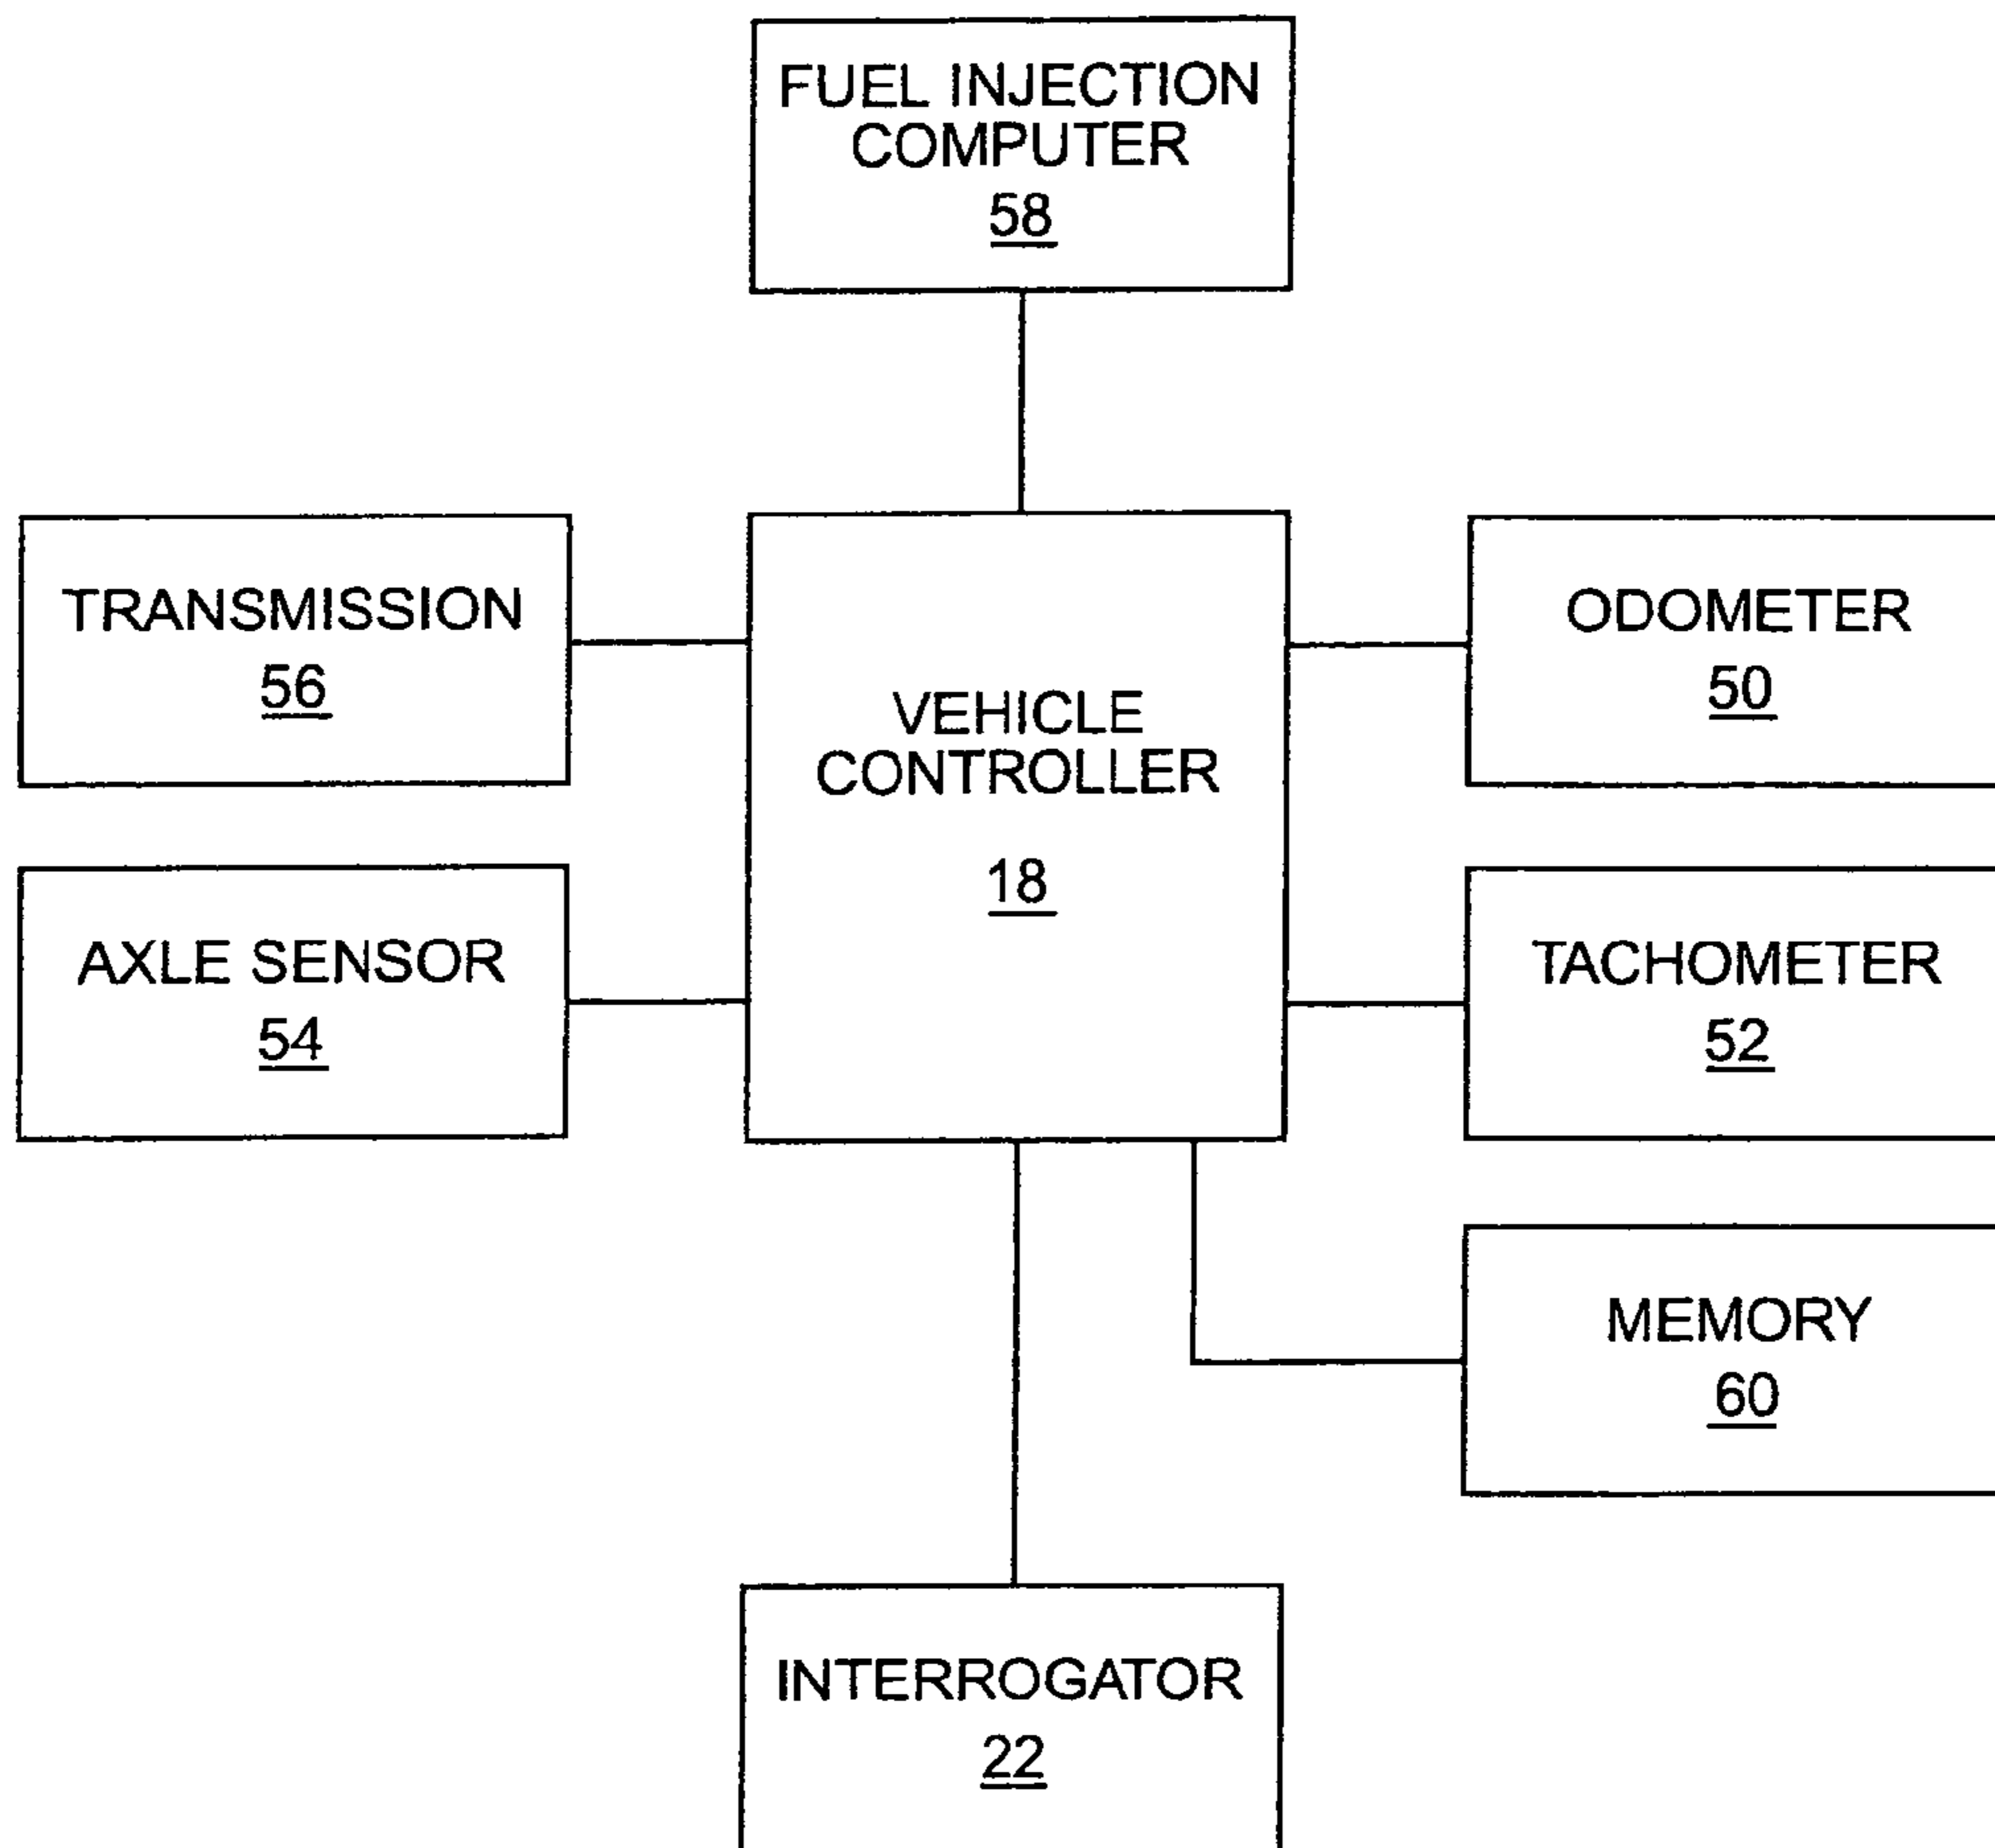 FUEL INJECTION
COMPUTER
58
TRANSMISSION
56
VEHICLE
CONTROLLER
18
ODOMETER
50
AXLE SENSOR
54
TACHOMETER
52
MEMORY
60
INTERROGATOR
22